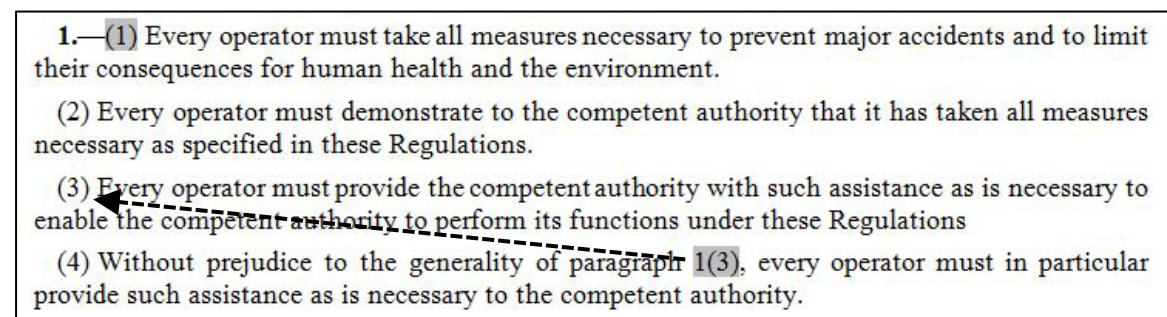 1.—(1) Every operator must take all measures necessary to prevent major accidents and to limit
their consequences for human health and the environment.
(2) Every operator must demonstrate to the competent authority that it has taken all measures
necessary as specified in these Regulations.
(3) Every operator must provide the competent authority with such assistance as is necessary to
enable the competent authority to perform its functions under these Regulations
(4) Without prejudice to the generality of paragraph 1(3), every operator must in particular
provide such assistance as is necessary to the competent authority.